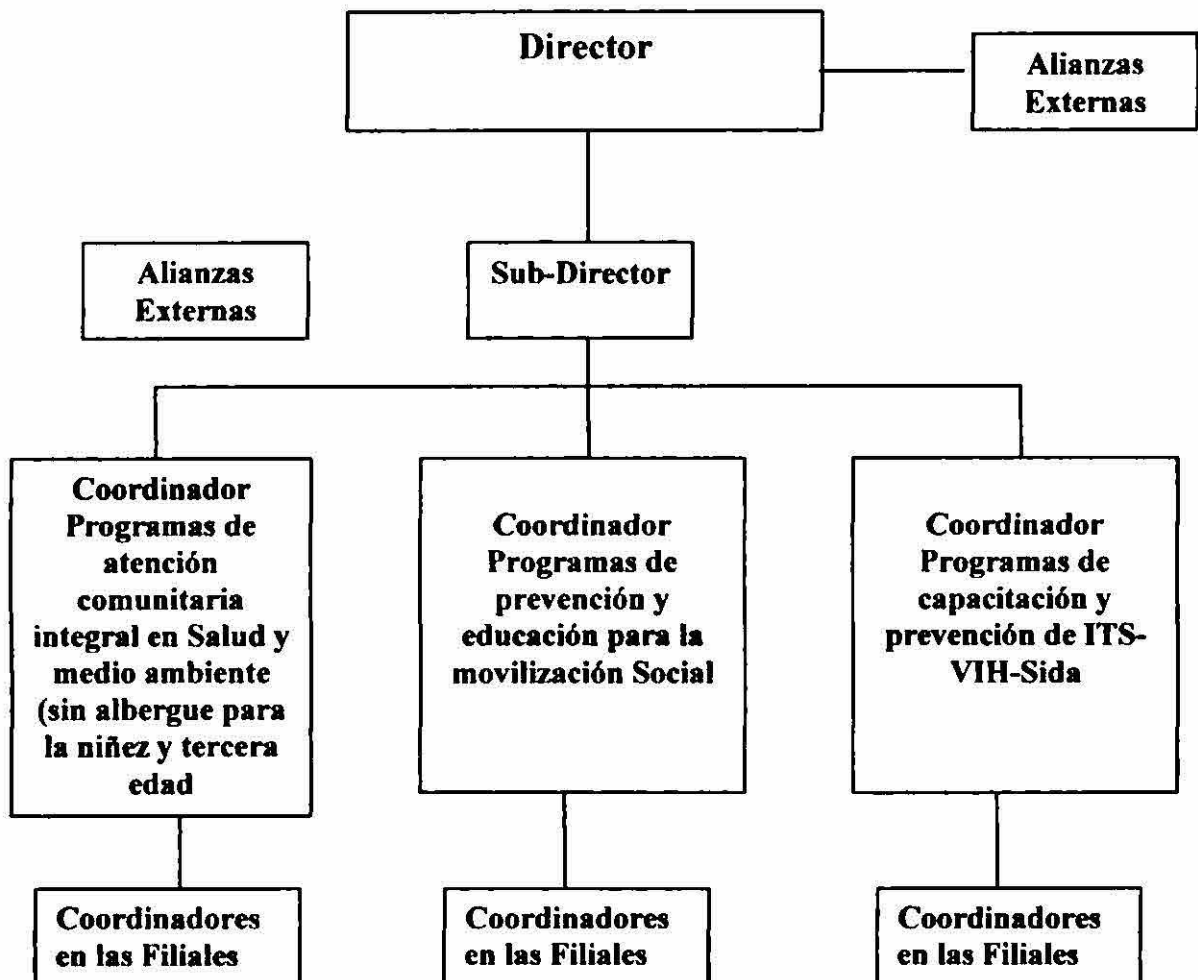 Director
Alianzas
Externas
Alianzas
Externas
Sub-Director
Coordinador
Programas de
atención
comunitaria
integral en Salud y
medio ambiente
(sin albergue para
la niñez y tercera
edad
Coordinador
Programas de
prevención y
educación para la
movilización Social
Coordinador
Programas de
capacitación y
prevención de ITS-
VIH-Sida
Coordinadores
en las Filiales
Coordinadores
en las Filiales
Coordinadores
en las Filiales